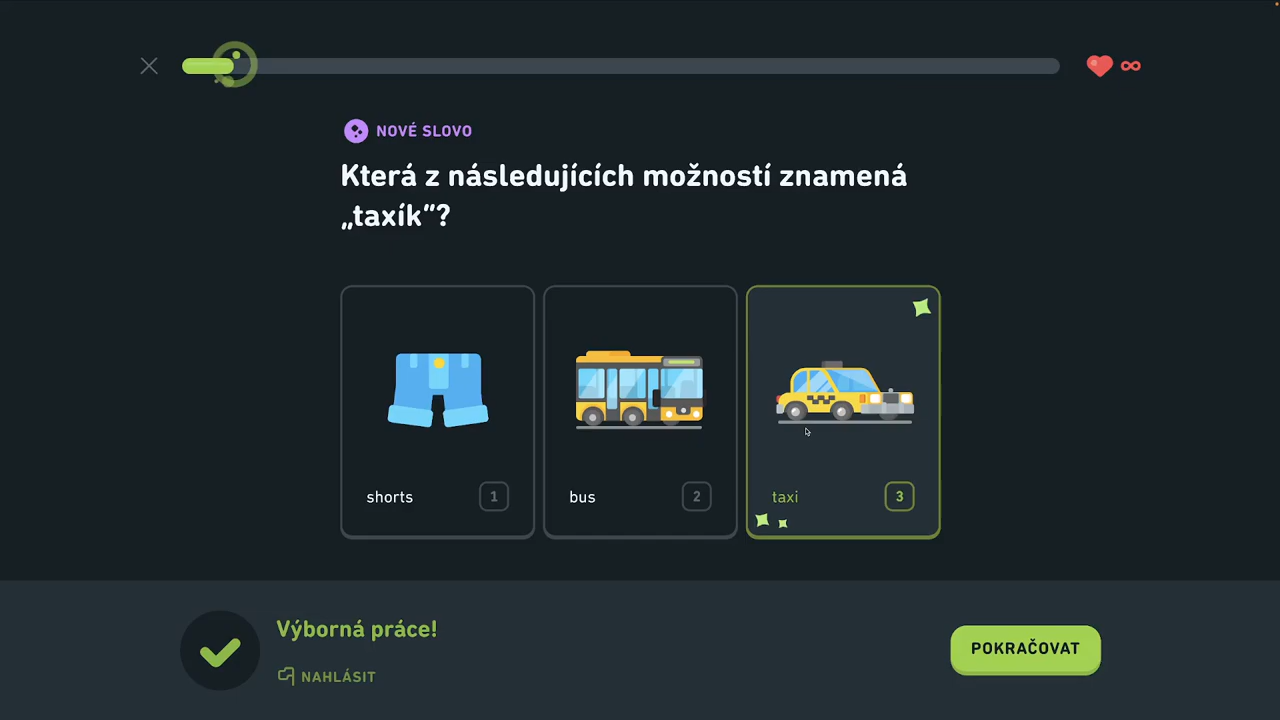 NOVÉ SLOVO
Která z následujících možností znamená
„taxík“?
shorts 1
bus 2
taxi 3
Výborná práce!
NAHLÁSIT
POKRAČOVAT